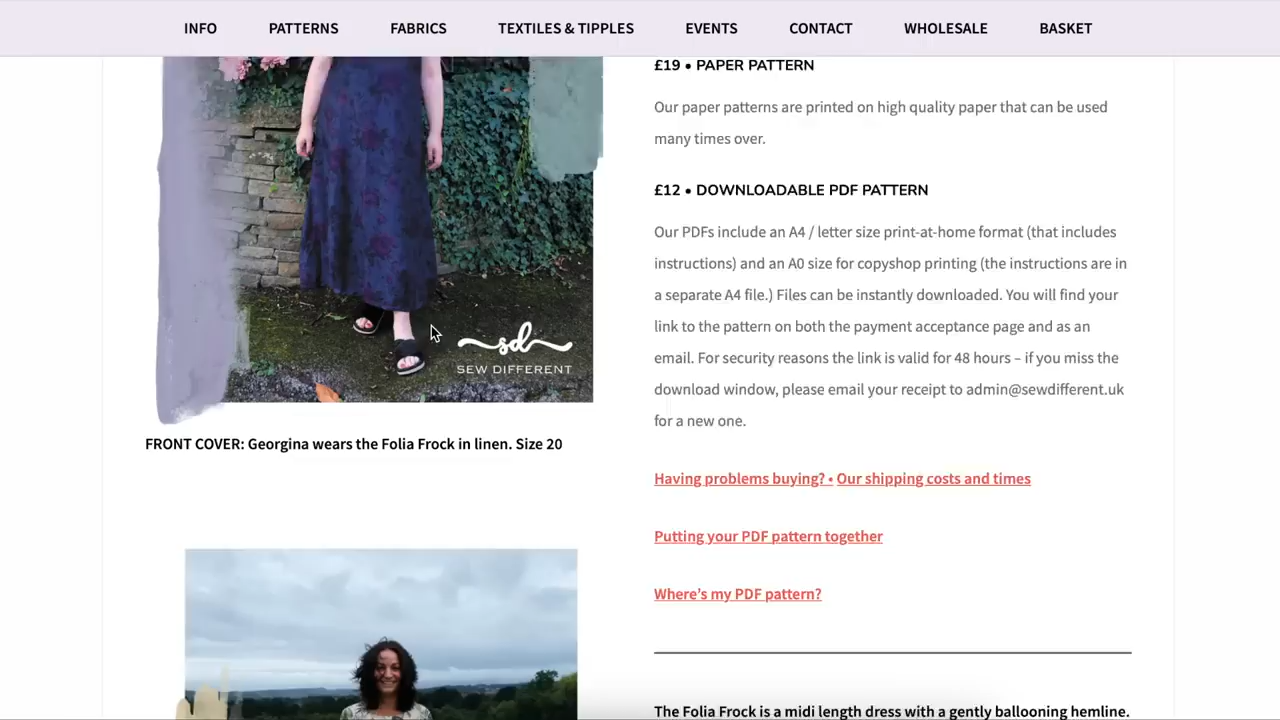 INFO PATTERNS FABRICS TEXTILES & TIPPLES EVENTS CONTACT WHOLESALE BASKET
£19 • PAPER PATTERN
Our paper patterns are printed on high quality paper that can be used
many times over.
£12 • DOWNLOADABLE PDF PATTERN
Our PDFs include an A4 / letter size print-at-home format (that includes
instructions) and an A0 size for copyshop printing (the instructions are in
a separate A4 file.) Files can be instantly downloaded. You will find your
link to the pattern on both the payment acceptance page and as an
email. For security reasons the link is valid for 48 hours – if you miss the
download window, please email your receipt to admin@sewdifferent.uk
for a new one.
Having problems buying? • Our shipping costs and times
Putting your PDF pattern together
Where's my PDF pattern?
The Folia Frock is a midi length dress with a gently ballooning hemline.
sd
SEW DIFFERENT
FRONT COVER: Georgina wears the Folia Frock in linen. Size 20